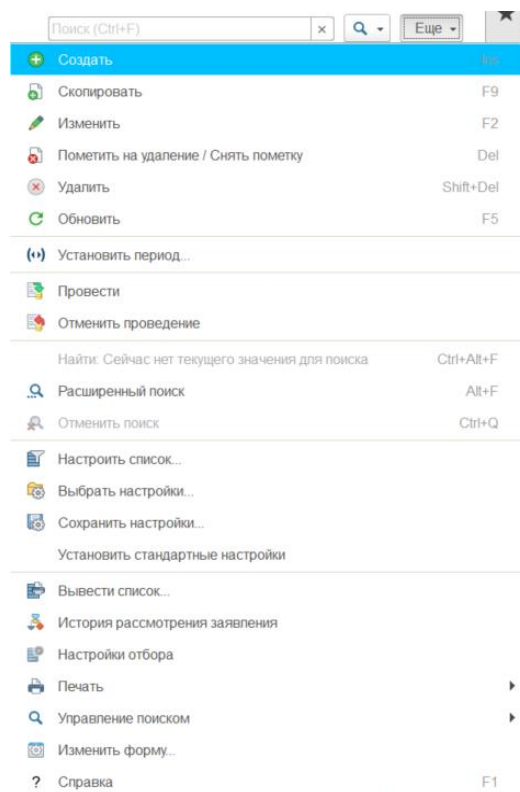 Поиск (Ctrl+F) × Еще
Создать Ins
Скопировать F9
Изменить F2
Пометить на удаление / Снять пометку Del
Удалить Shift+Del
Обновить F5
Установить период...
Провести
Отменить проведение
Найти: Сейчас нет текущего значения для поиска Ctrl+Alt+F
Расширенный поиск Alt+F
Отменить поиск Ctrl+Q
Настроить список...
Выбрать настройки...
Сохранить настройки...
Установить стандартные настройки
Вывести список...
История рассмотрения заявления
Настройки отбора
Печать
Управление поиском
Изменить форму...
? Справка F1